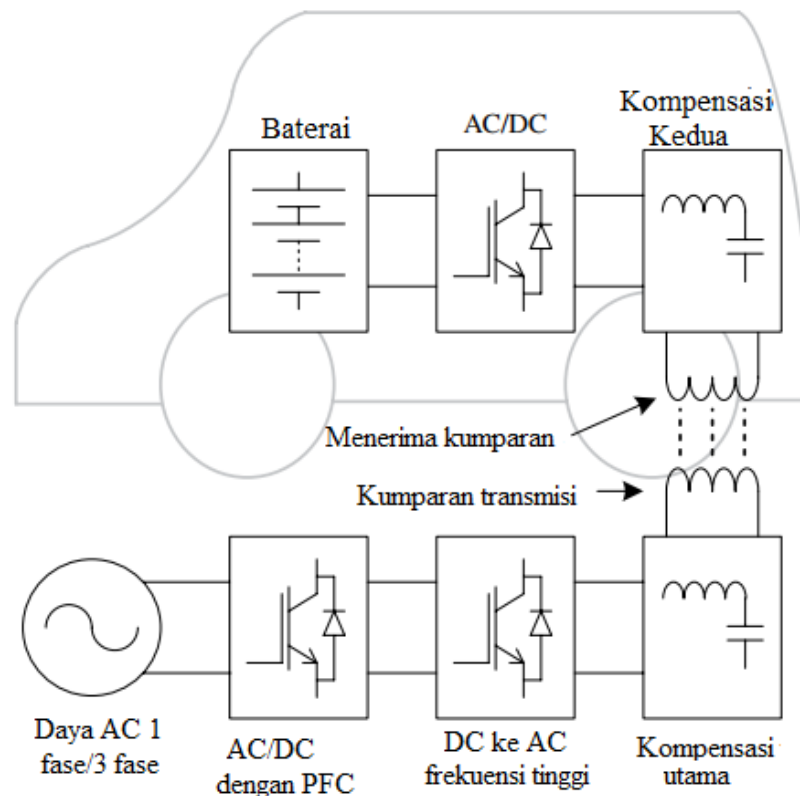 Baterai
AC/DC
Kompensasi
Kedua
Menerima kumparan
Kumparan transmisi
Daya AC 1
fase/3 fase
AC/DC
dengan PFC
DC ke AC
frekuensi tinggi
Kompensasi
utama